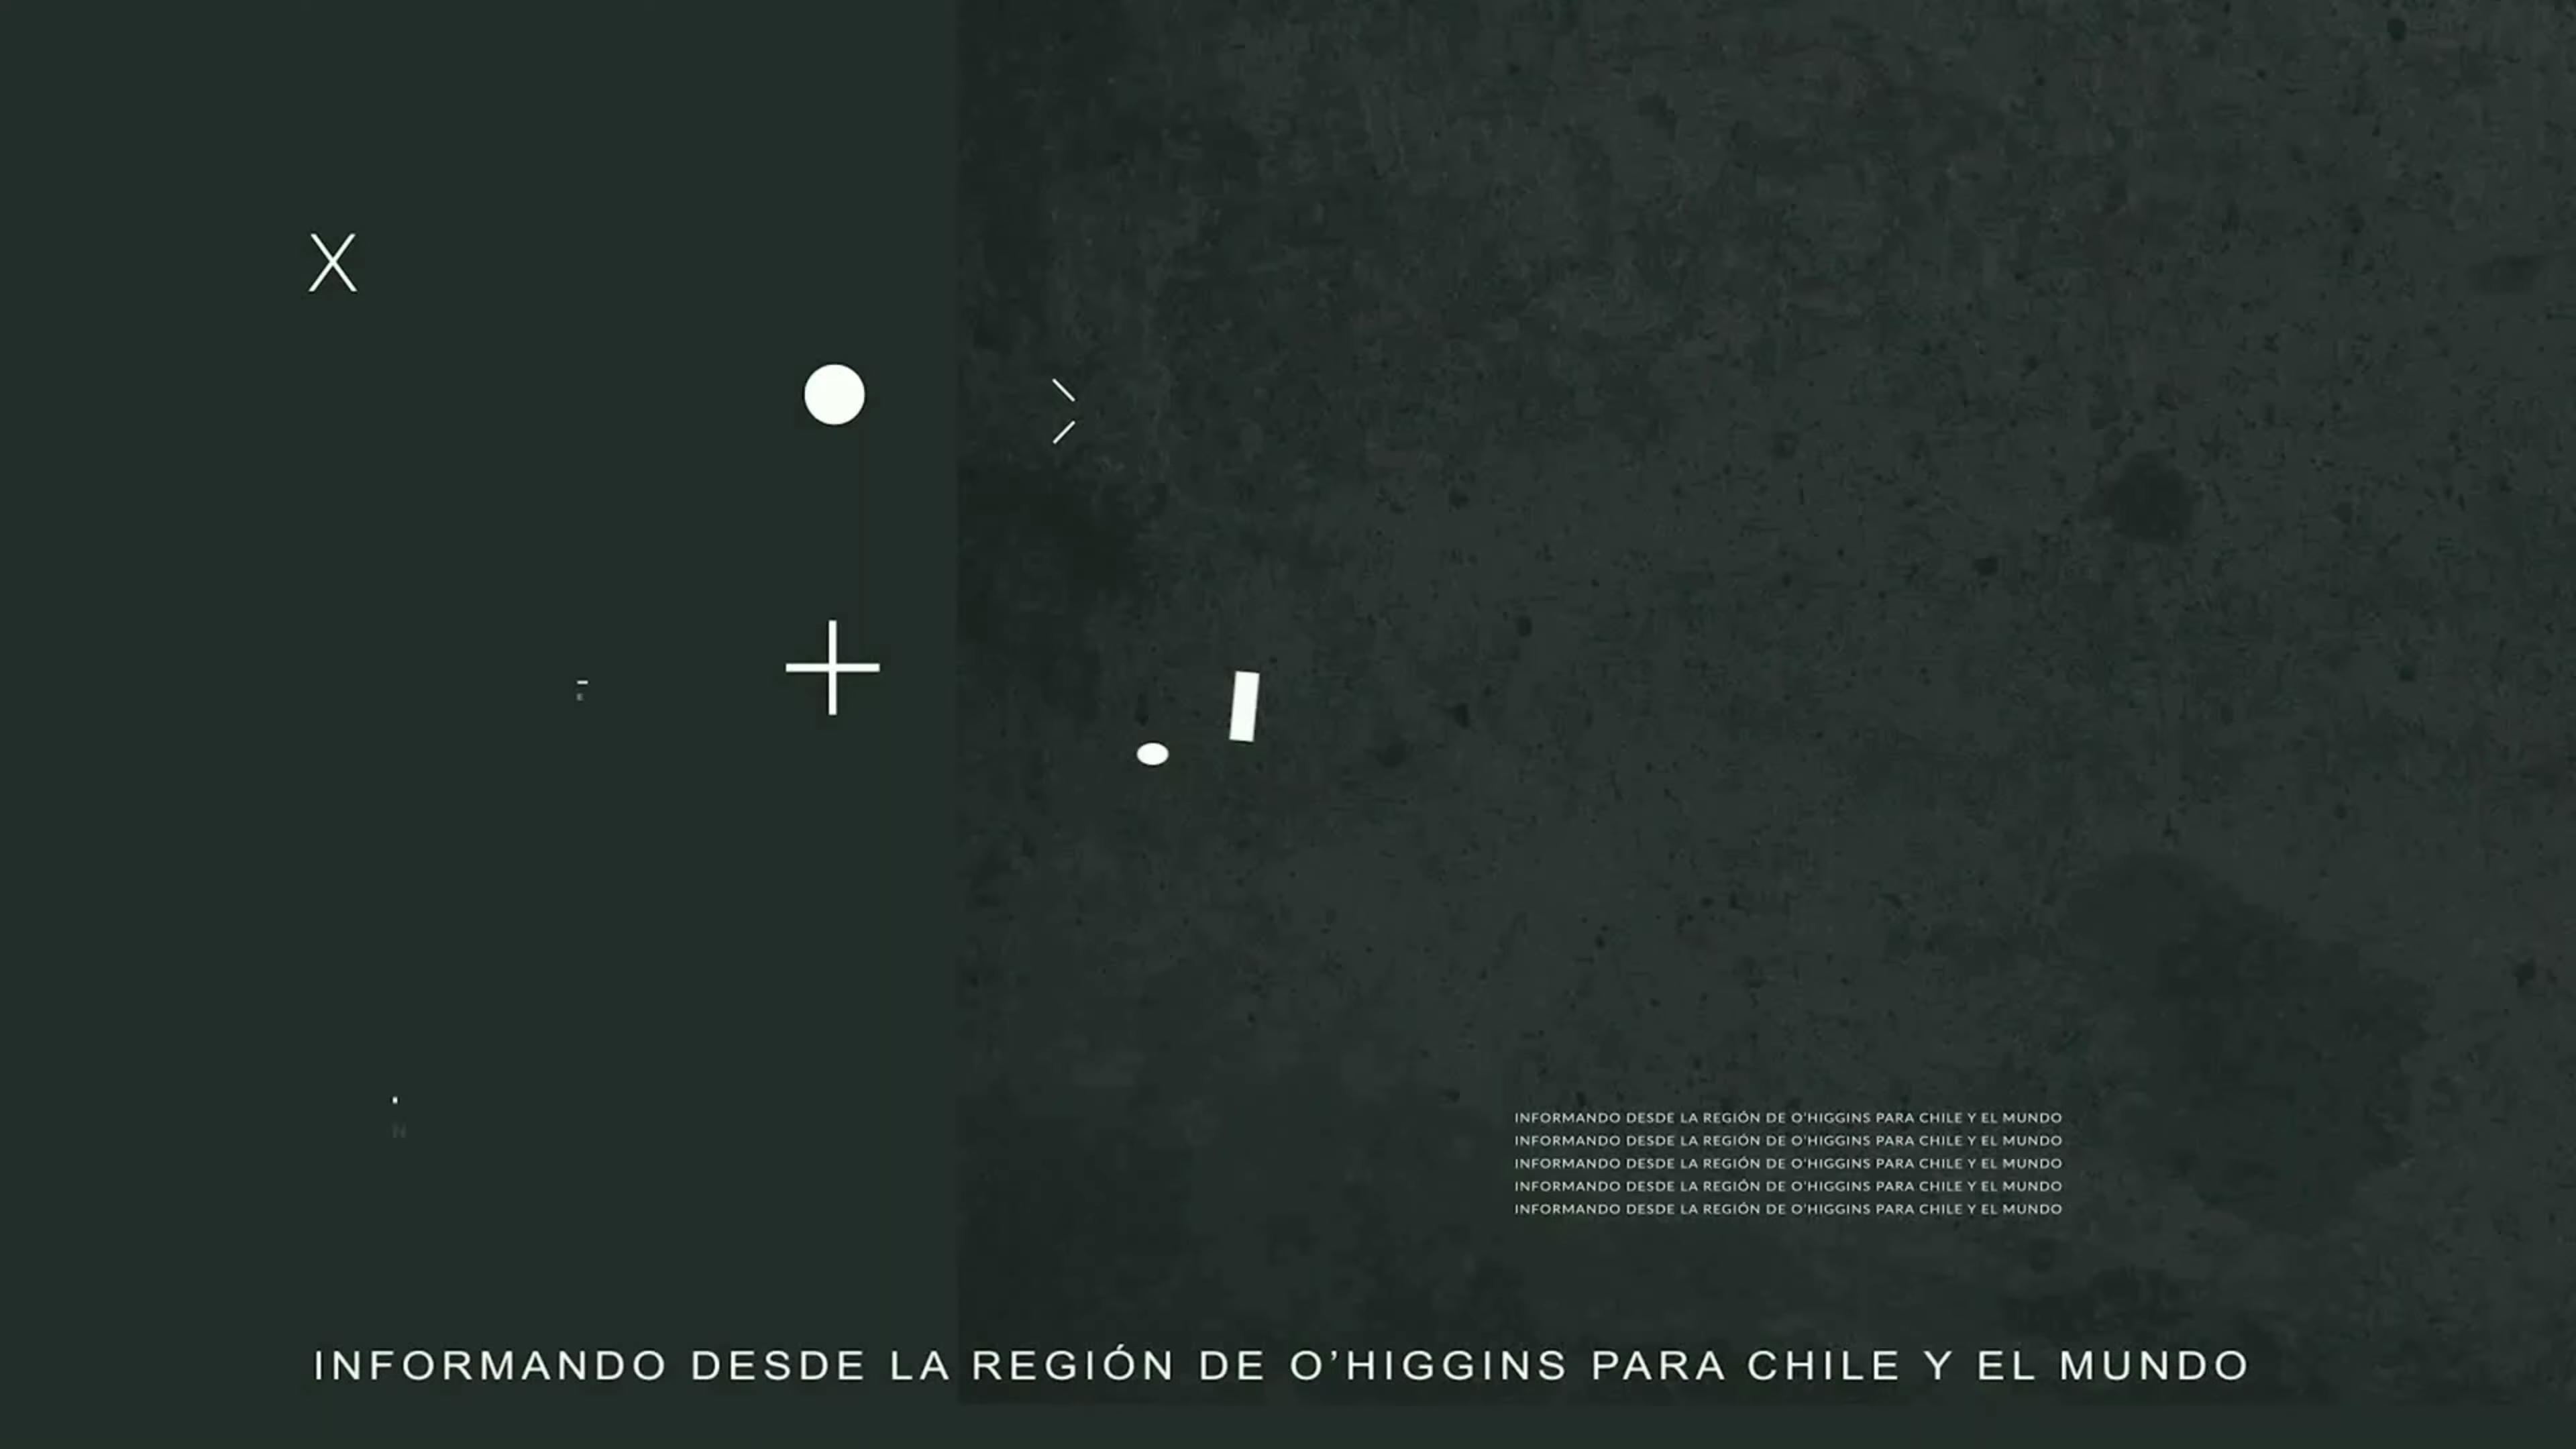 X
INFORMANDO DESDE LA REGIÓN DE O'HIGGINS PARA CHILE Y EL MUNDO
INFORMANDO DESDE LA REGIÓN DE O'HIGGINS PARA CHILE Y EL MUNDO
INFORMANDO DESDE LA REGIÓN DE O'HIGGINS PARA CHILE Y EL MUNDO
INFORMANDO DESDE LA REGIÓN DE O'HIGGINS PARA CHILE Y EL MUNDO
INFORMANDO DESDE LA REGIÓN DE O'HIGGINS PARA CHILE Y EL MUNDO
INFORMANDO DESDE LA REGIÓN DE O’HIGGINS PARA CHILE Y EL MUNDO